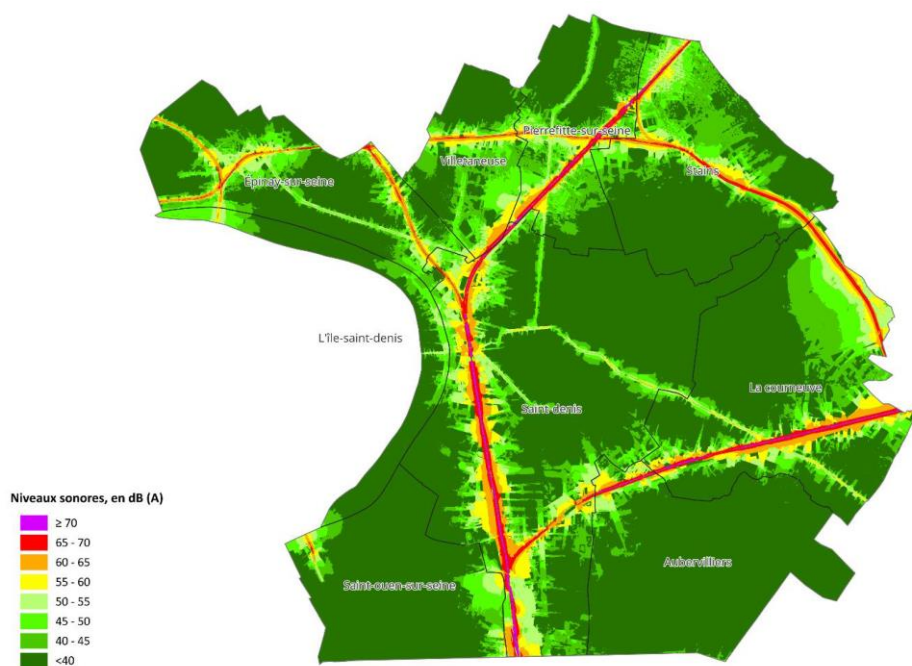 Pierrefitte-sur-seine
Villetaneuse
Stains
Epinay-sur-seine
L'île-saint-denis
La courneuve
Saint-denis
Niveaux sonores, en dB (A)
≥ 70
65 - 70
60 - 65
55 - 60
50 - 55
45 - 50
40 - 45
<40
Aubervilliers
Saint-ouen-sur-seine